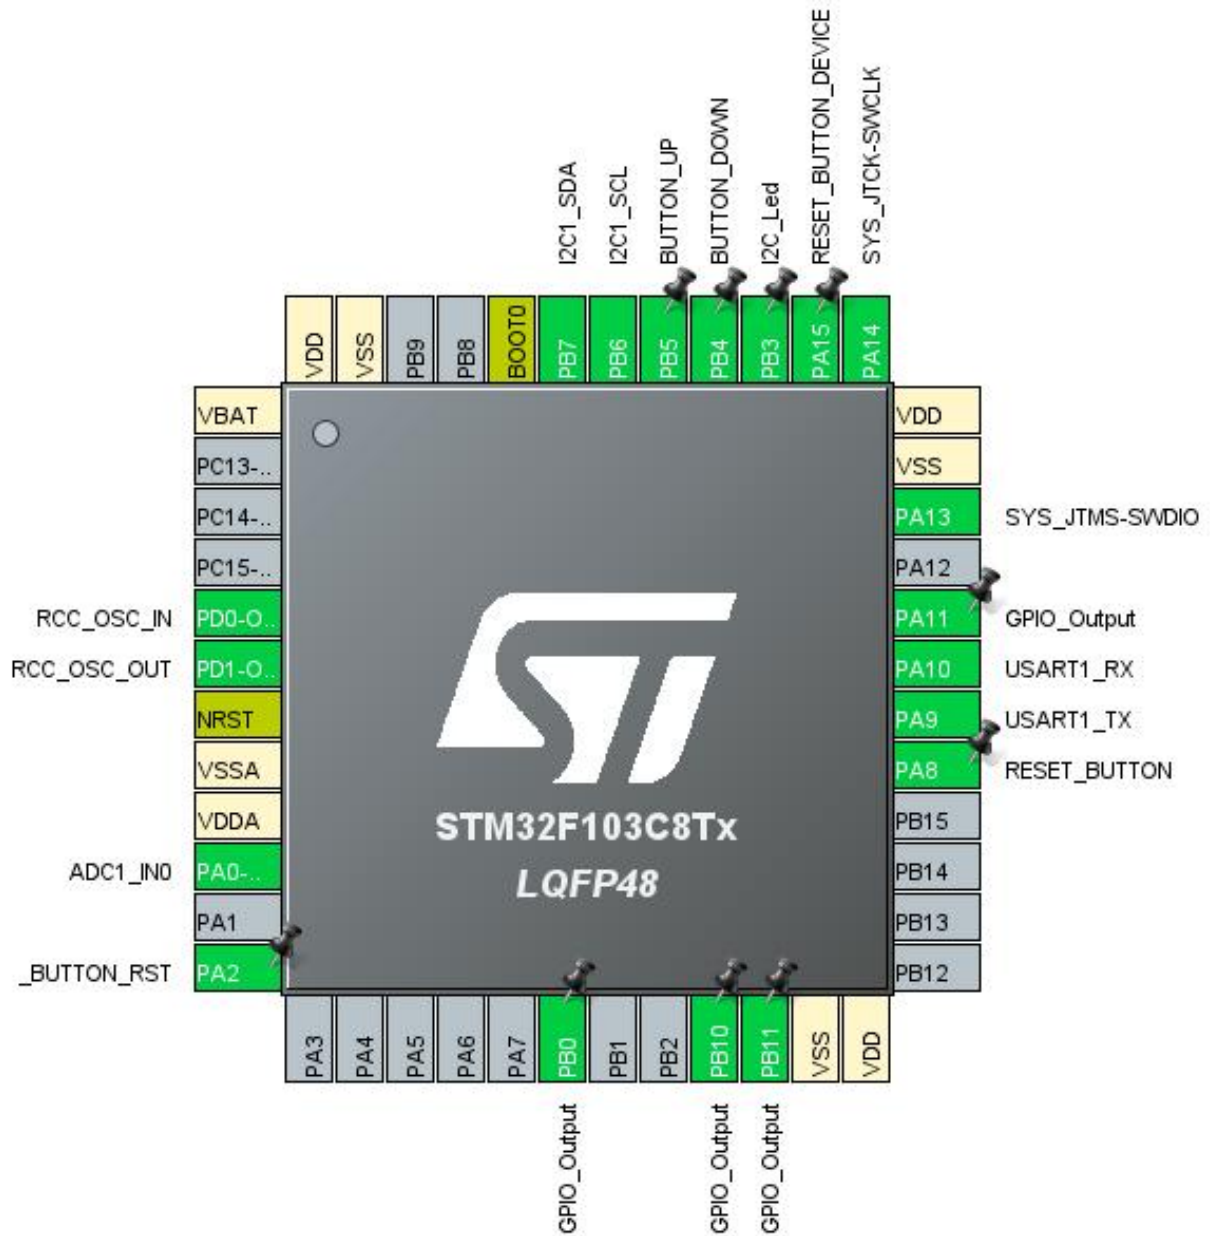 I2C1_SDA
I2C1_SCL
BUTTON_UP
BUTTON_DOWN
I2C_Led
RESET_BUTTON_DEVICE
SYS_JTCK-SWCLK
VDD
VSS
PB9
PB8
BOOT0
PB7
PB6
PB5
PB4
PB3
PA15
PA14
VBAT
PC13-..
PC14-..
PC15-..
RCC_OSC_IN PD0-O..
RCC_OSC_OUT PD1-O..
NRST
VSSA
VDDA
ADC1_IN0 PA0-..
PA1
_BUTTON_RST PA2
ST
STM32F103C8Tx
LQFP48
VDD
VSS
PA13 SYS_JTMS-SWDIO
PA12
PA11 GPIO_Output
PA10 USART1_RX
PA9 USART1_TX
PA8 RESET_BUTTON
PB15
PB14
PB13
PB12
PA3
PA4
PA5
PA6
PA7
PB0
PB1
PB2
PB10
PB11
VSS
VDD
GPIO_Output
GPIO_Output
GPIO_Output